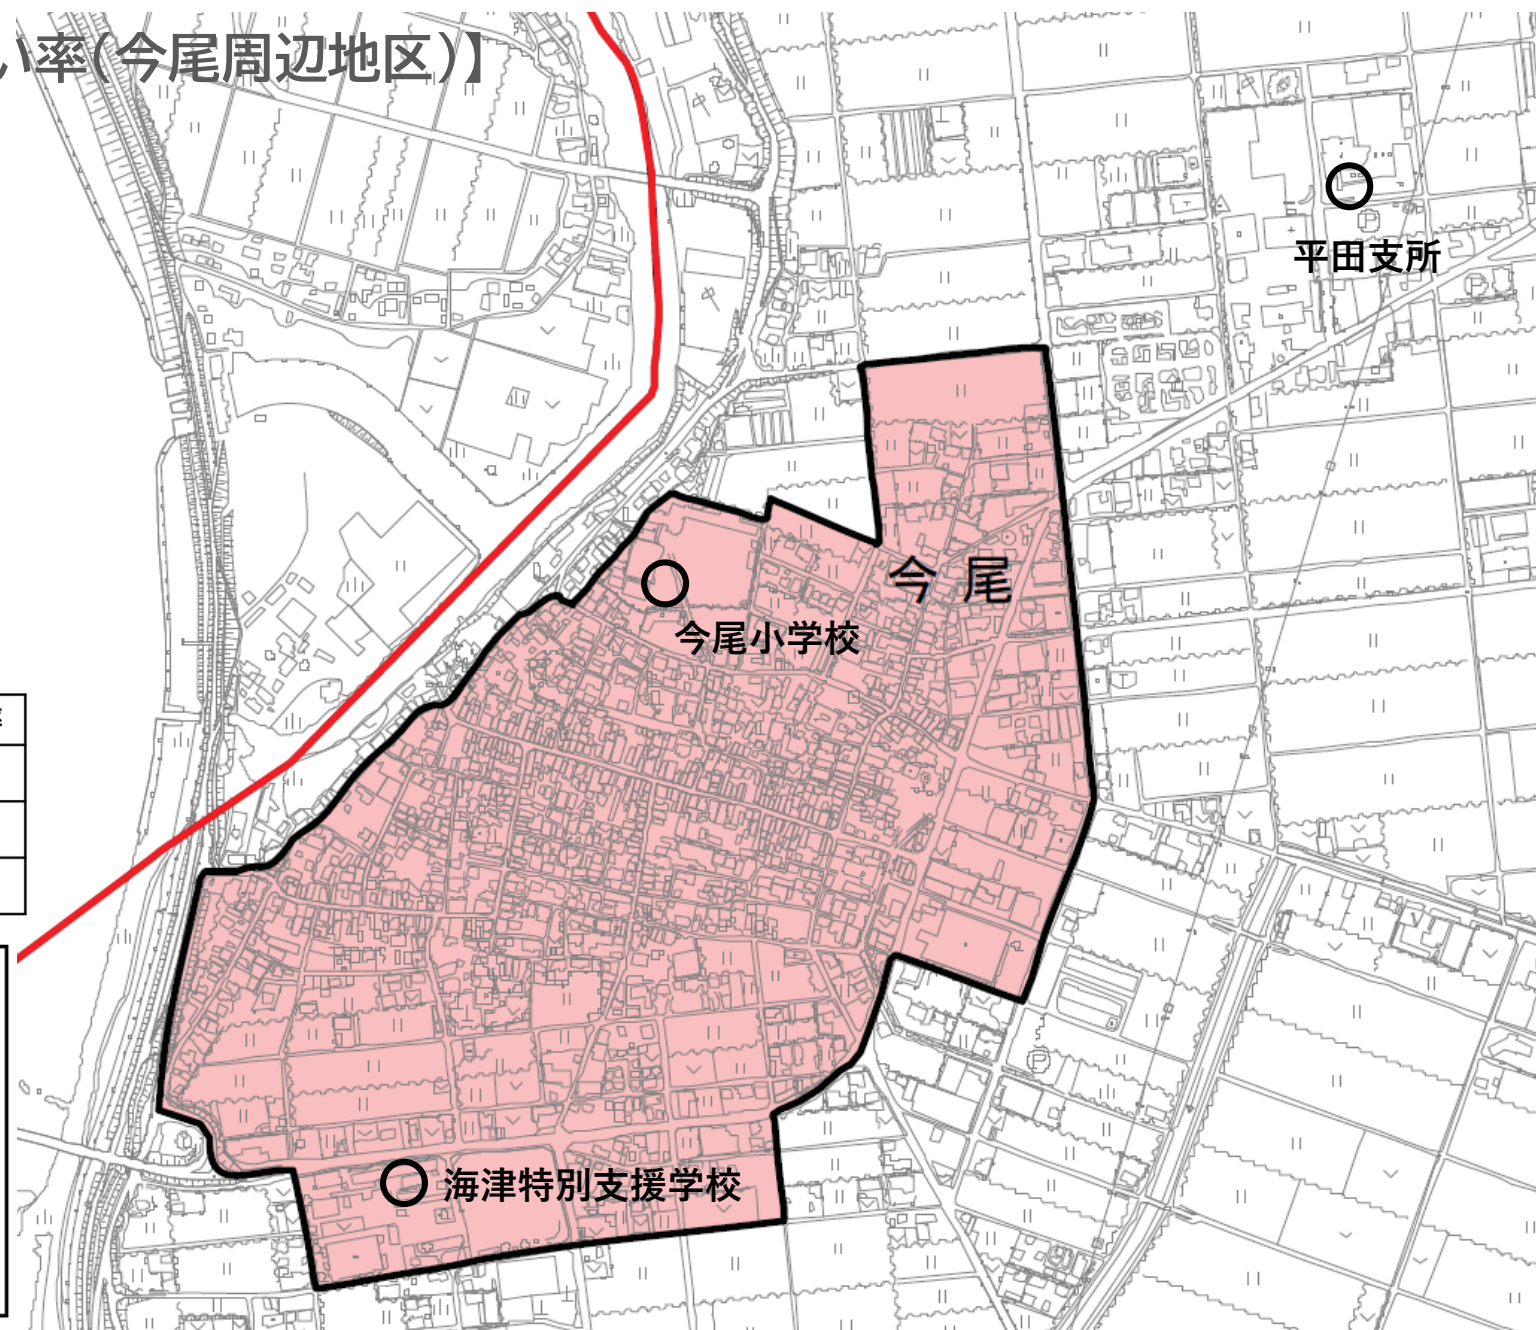 い率(今尾周辺地区)】
平田支所
今尾
今尾小学校
海津特別支援学校